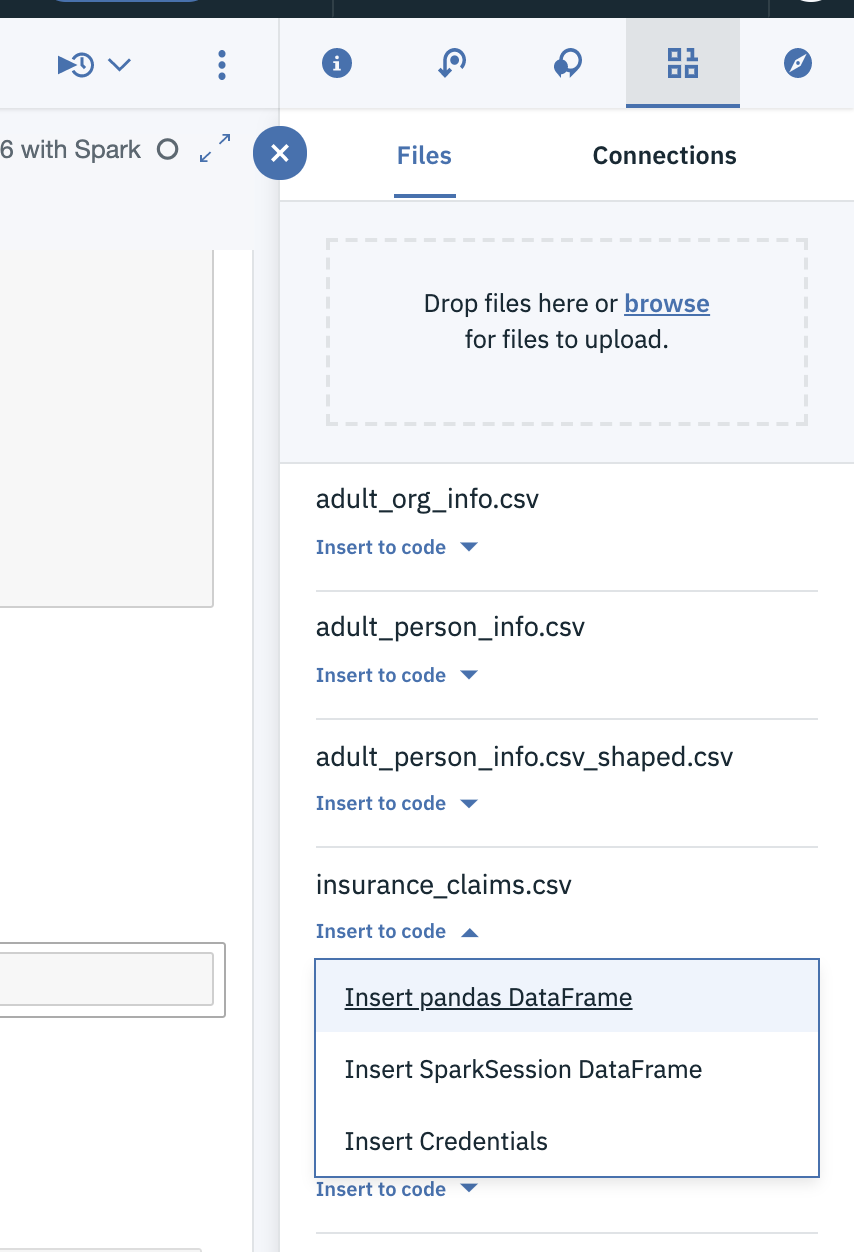 6 with Spark
Files
Connections
Drop files here or browse
for files to upload.
adult_org_info.csv
Insert to code
adult_person_info.csv
Insert to code
adult_person_info.csv_shaped.csv
Insert to code
insurance_claims.csv
Insert to code
Insert pandas DataFrame
Insert SparkSession DataFrame
Insert Credentials
Insert to code